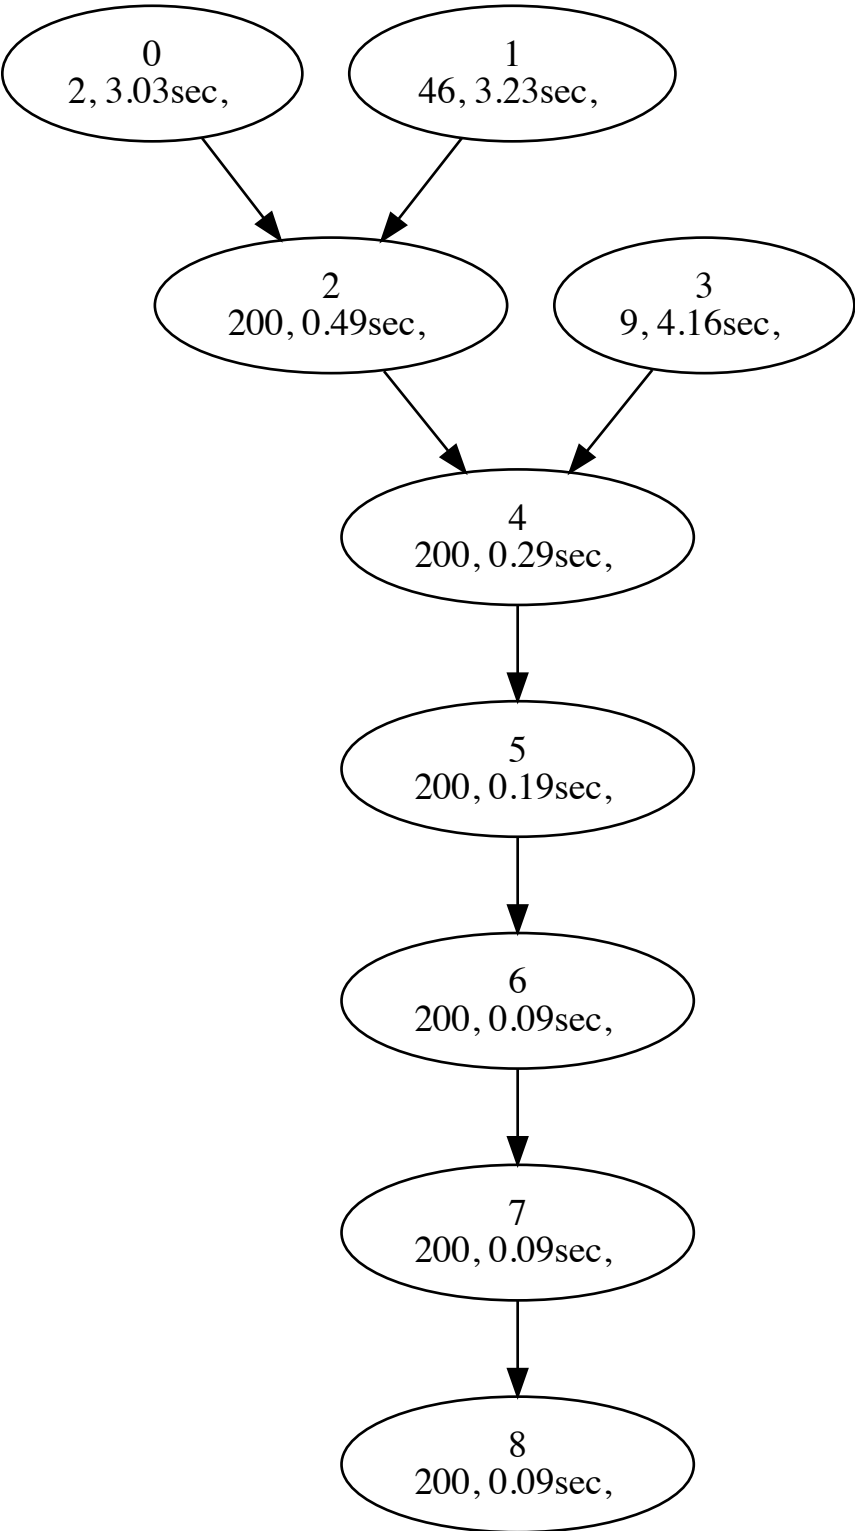 0
2, 3.03sec,
1
46, 3.23sec,
2
200, 0.49sec,
3
9, 4.16sec,
4
200, 0.29sec,
5
200, 0.19sec,
6
200, 0.09sec,
7
200, 0.09sec,
8
200, 0.09sec,